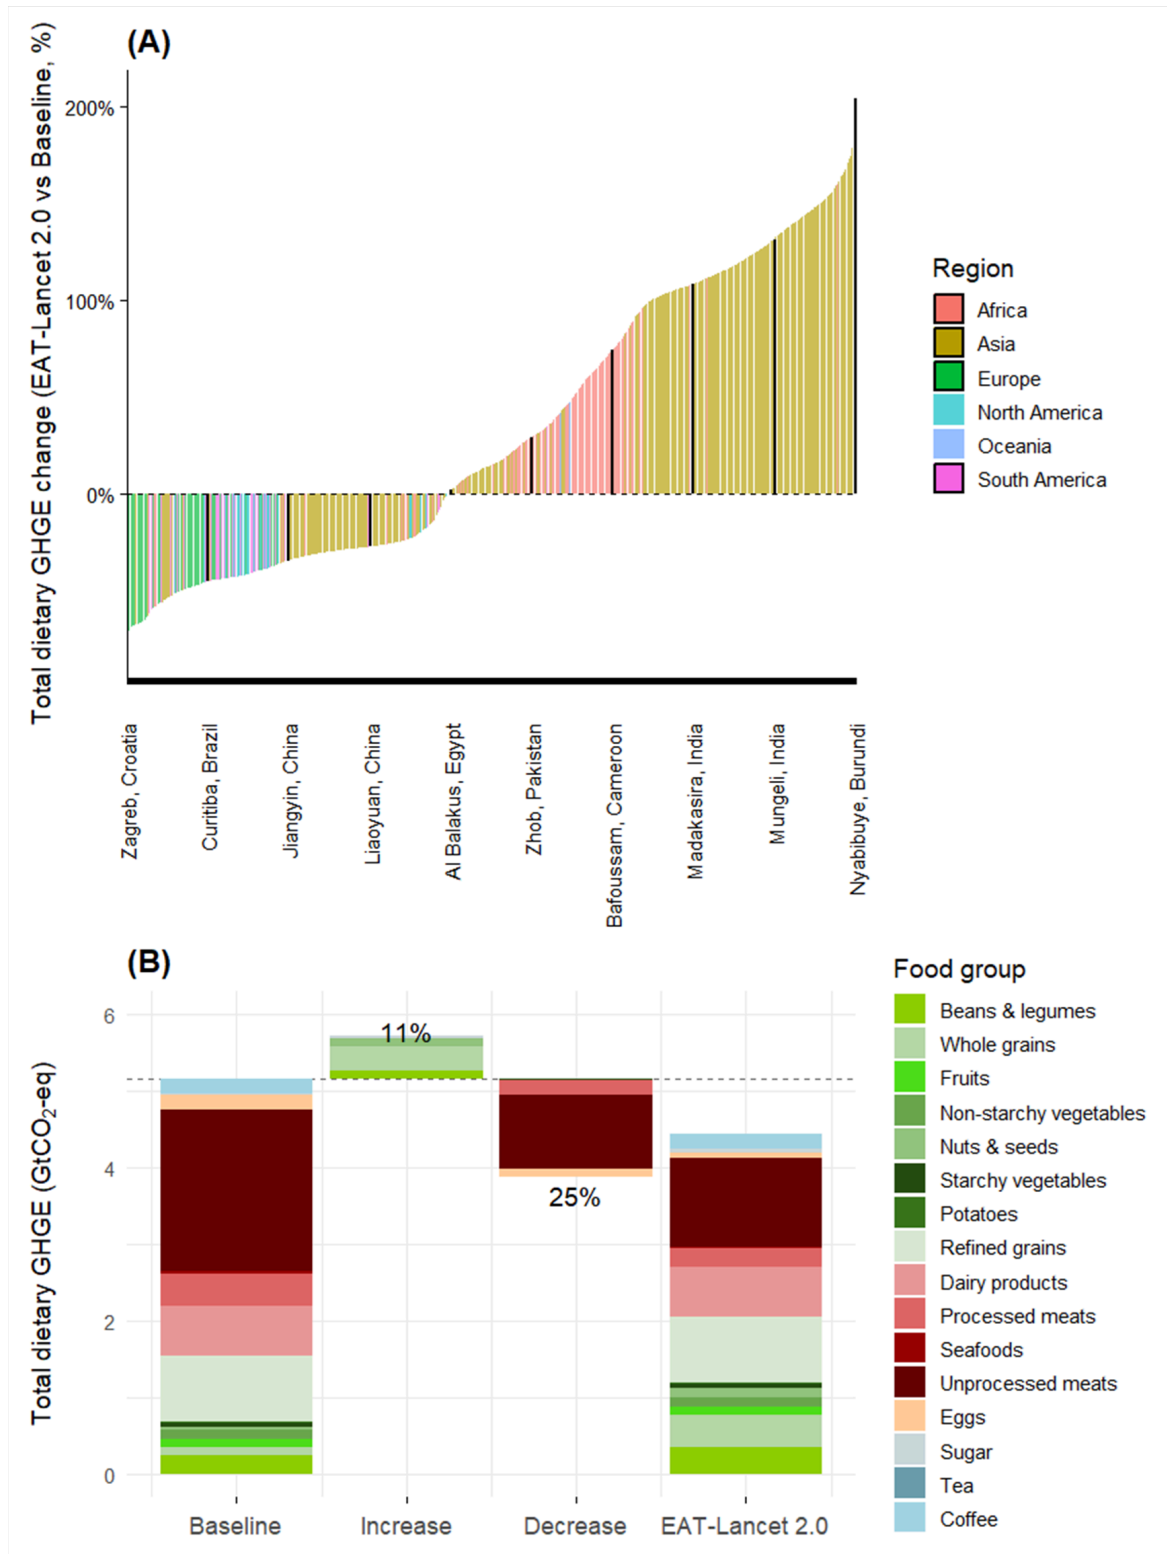 (A)
Total dietary GHGE change (EAT-Lancet 2.0 vs Baseline, %)
200%
100%
0%
Zagreb, Croatia
Curitiba, Brazil
Jiangyin, China
Liaoyuan, China
Al Balakus, Egypt
Zhob, Pakistan
Bafoussam, Cameroon
Madakasira, India
Mungeli, India
Nyabibuye, Burundi
Region
Africa
Asia
Europe
North America
Oceania
South America
(B)
Total dietary GHGE (GtCO2-eq)
6
4
2
0
11%
25%
Baseline
Increase
Decrease
EAT-Lancet 2.0
Food group
Beans & legumes
Whole grains
Fruits
Non-starchy vegetables
Nuts & seeds
Starchy vegetables
Potatoes
Refined grains
Dairy products
Processed meats
Seafoods
Unprocessed meats
Eggs
Sugar
Tea
Coffee